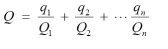 Q = q₁/Q₁ + q₂/Q₂ + ⋯ qₙ/Qₙ